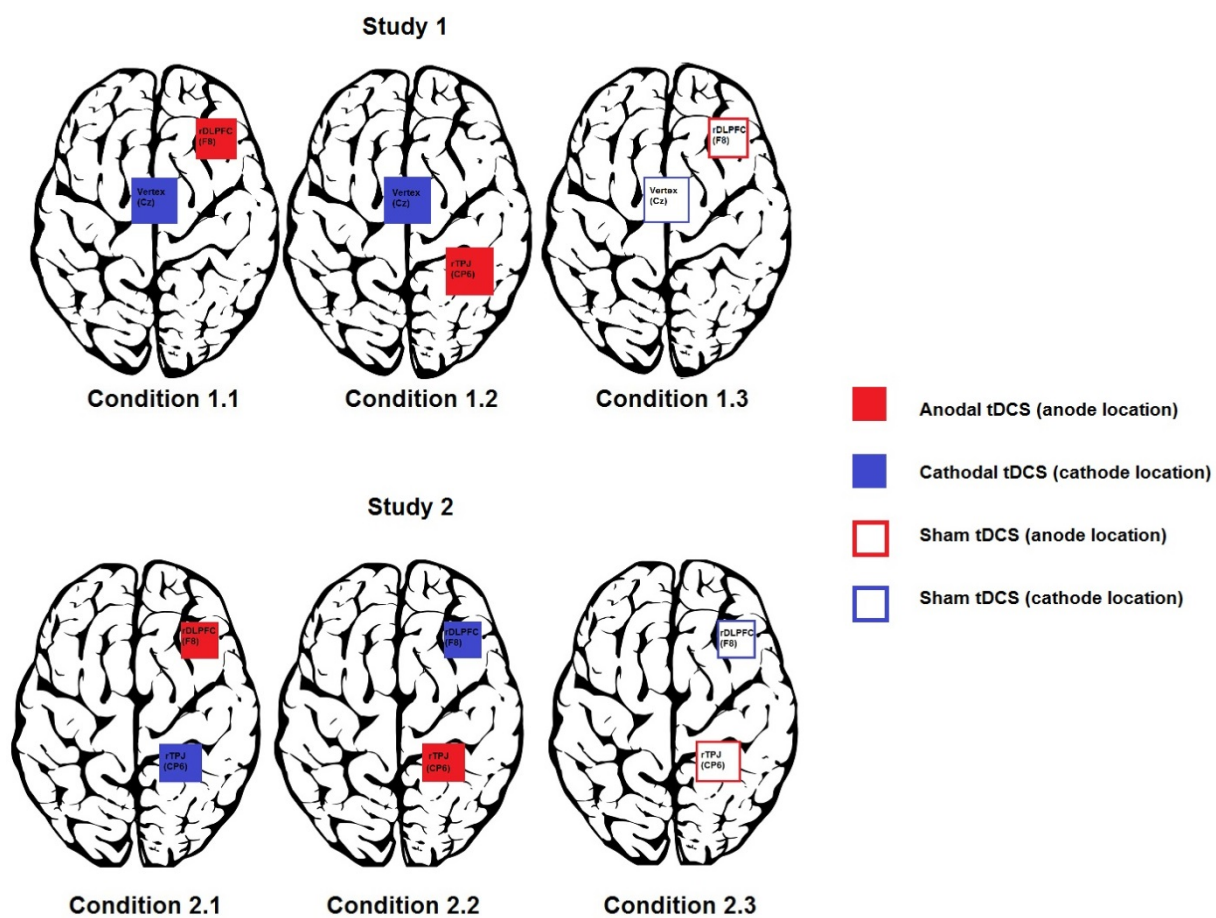 Study 1
rDLPFC
(F8)
Vertex
(Cz)
Vertex
(Cz)
rTPJ
(CP6)
rDLPFC
(F8)
Vertex
(Cz)
Condition 1.1
Condition 1.2
Condition 1.3
Anodal tDCS (anode location)
Cathodal tDCS (cathode location)
Sham tDCS (anode location)
Sham tDCS (cathode location)
Study 2
rDLPFC
(F8)
rTPJ
(CP6)
rDLPFC
(F8)
rTPJ
(CP6)
rDLPFC
(F8)
rTPJ
(CP6)
Condition 2.1
Condition 2.2
Condition 2.3